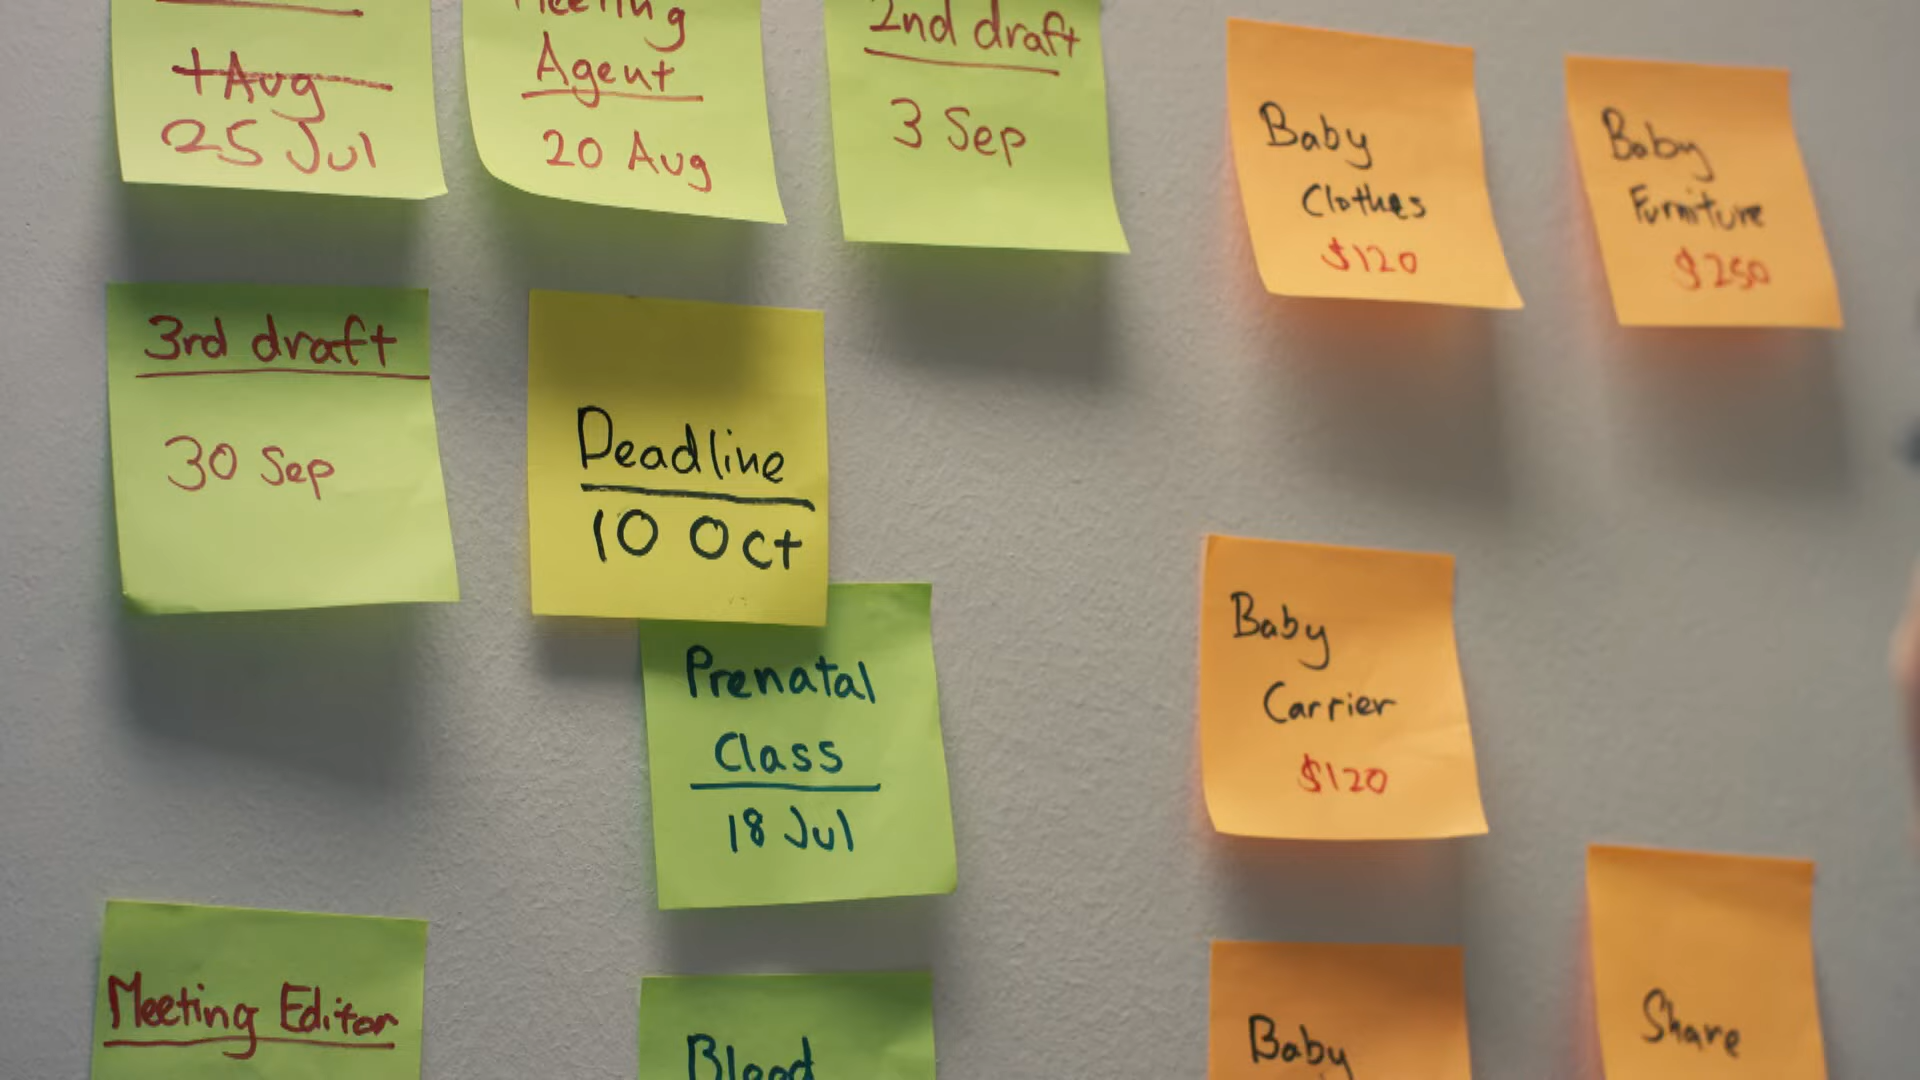 +Aug
25 Jul
Meeting
Agent
20 Aug
2nd draft
3 Sep
Baby
Clothes
$120
Baby
Furniture
$250
3rd draft
30 Sep
Deadline
10 Oct
Prenatal
Class
18 Jul
Baby
Carrier
$120
Meeting Editor
Blood
Baby
Share